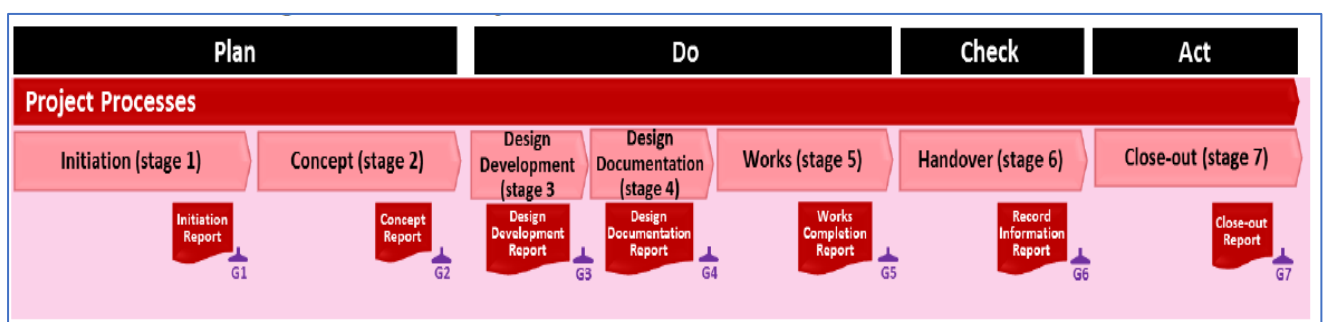 Plan
Do
Check
Act
Project Processes
Initiation (stage 1)
Concept (stage 2)
Design
Development
(stage 3
Design
Documentation
(stage 4)
Works (stage 5)
Handover (stage 6)
Close-out (stage 7)
Initiation
Report
G1
Concept
Report
G2
Design
Development
Report
G3
Design
Documentation
Report
G4
Works
Completion
Report
G5
Record
Information
Report
G6
Close-out
Report
G7